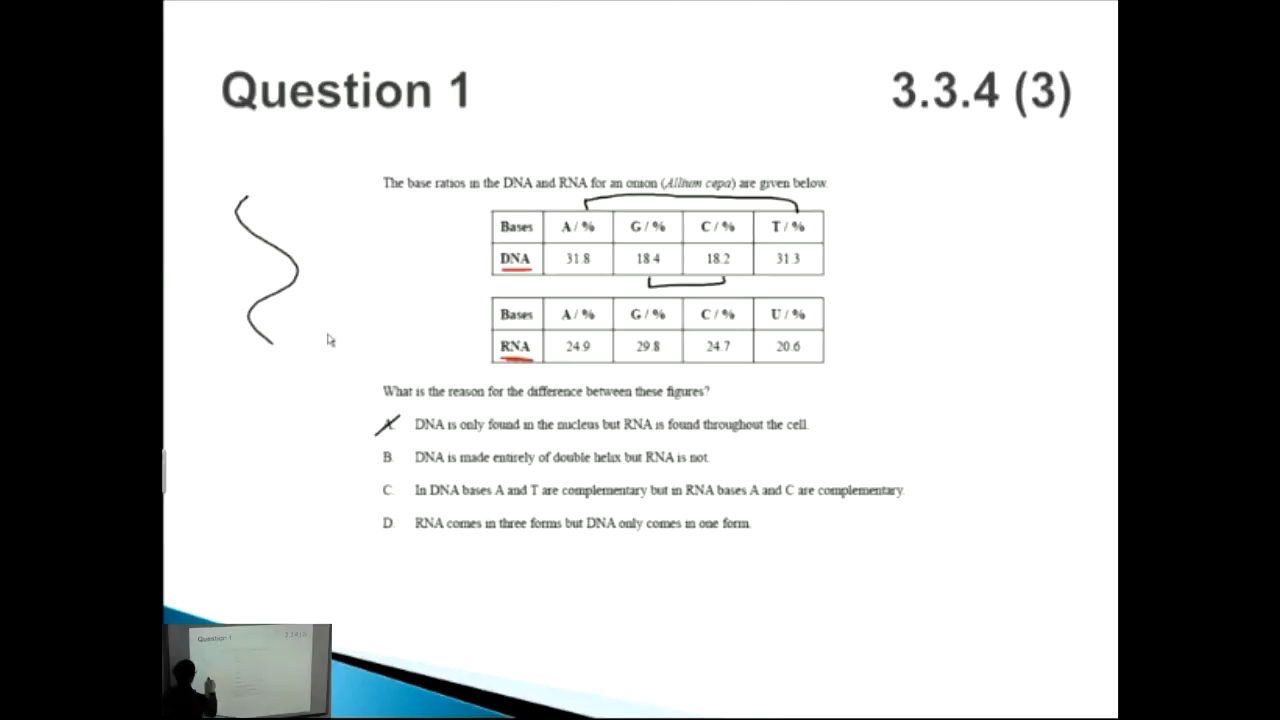 Question 1 3.3.4 (3)
The base ratios in the DNA and RNA for an onion (Allium cepa) are given below.
Bases A / % G / % C / % T / %
DNA 31.8 18.4 18.2 31.3
Bases A / % G / % C / % U / %
RNA 24.9 29.8 24.7 20.6
What is the reason for the difference between these figures?
A. DNA is only found in the nucleus but RNA is found throughout the cell.
B. DNA is made entirely of double helix but RNA is not.
C. In DNA bases A and T are complementary but in RNA bases A and C are complementary.
D. RNA comes in three forms but DNA only comes in one form.
Question 1